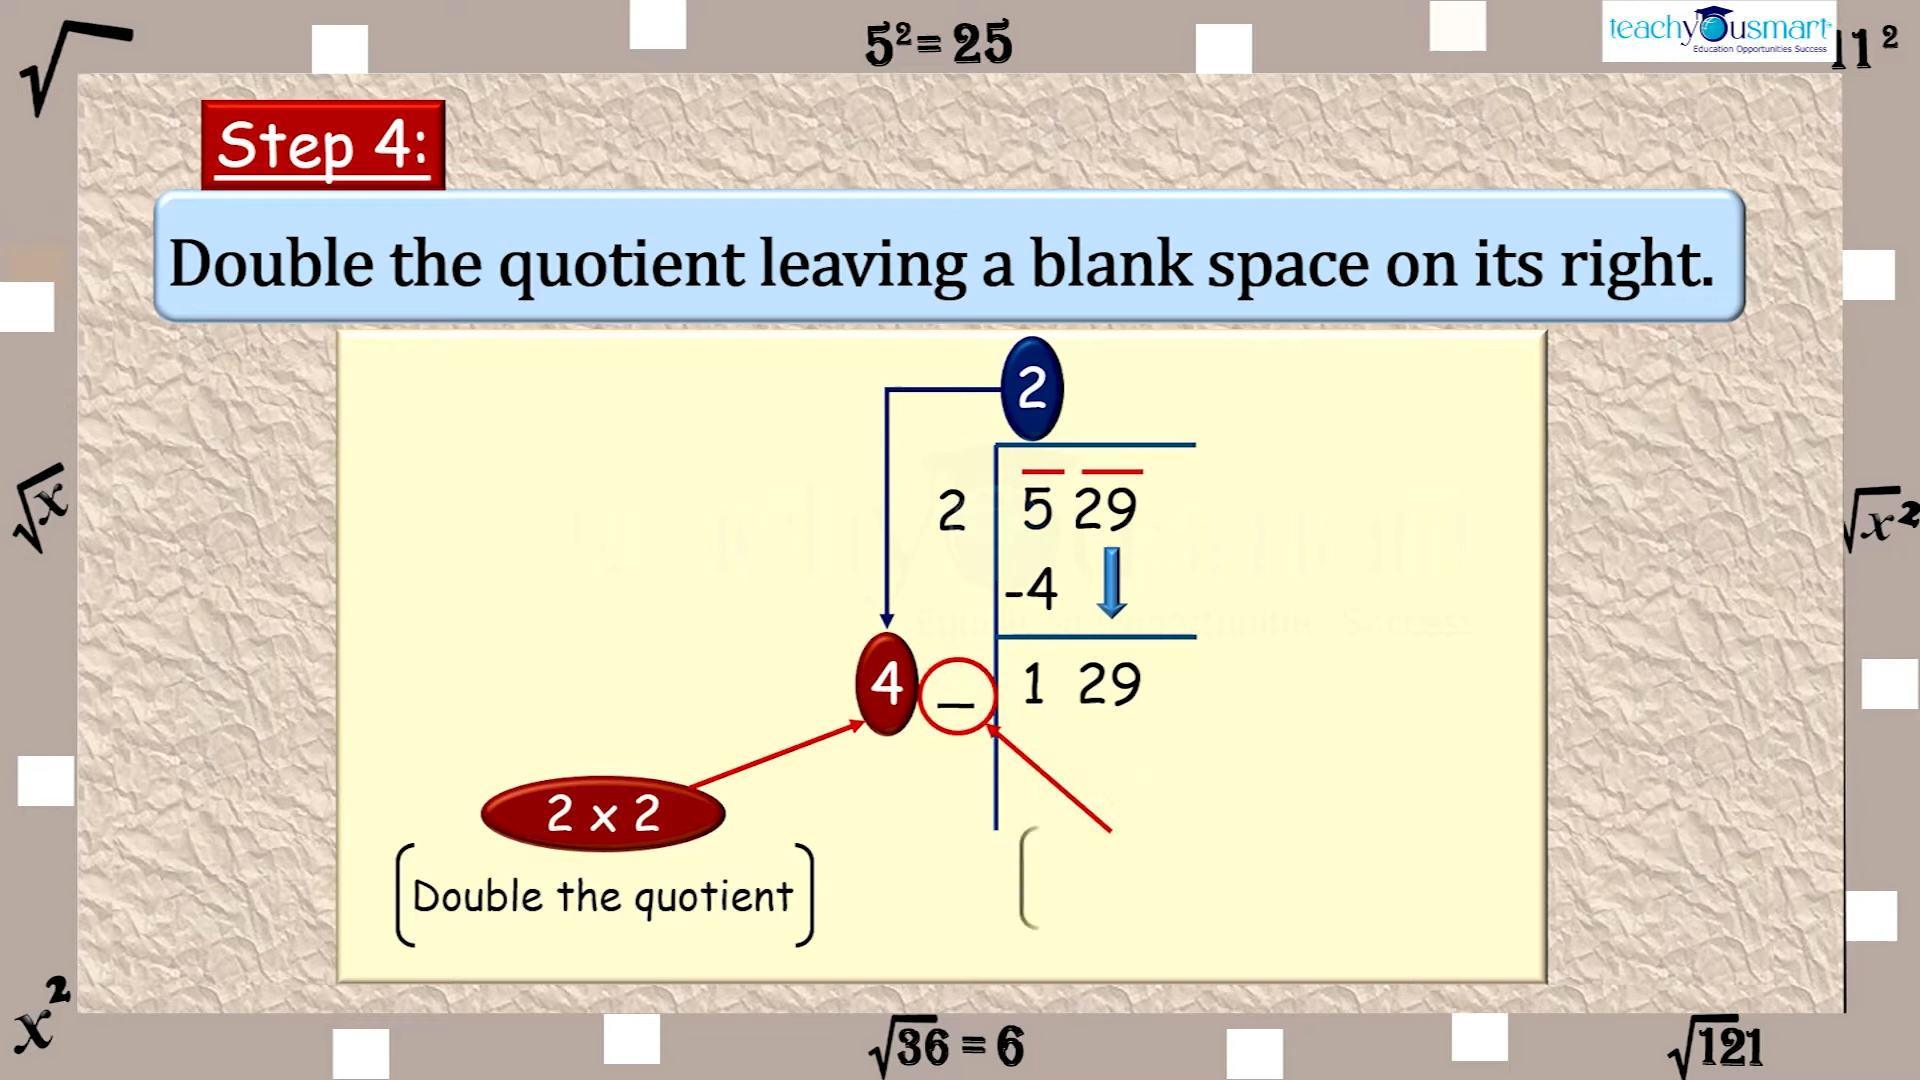 5² = 25
teachyousmart
Education Opportunities Success
11²
√
Step 4:
Double the quotient leaving a blank space on its right.
2
2 5 29
-4
4 _ 1 29
2 x 2
Double the quotient
√x
√x²
x²
√36 = 6
√121